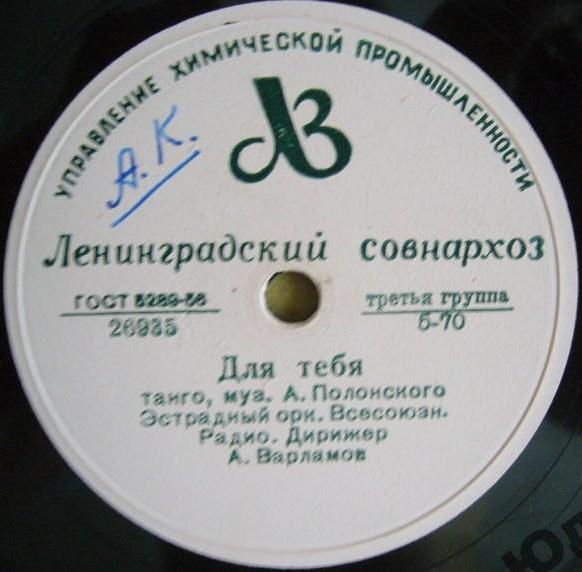 УПРАВЛЕНИЕ ХИМИЧЕСКОЙ ПРОМЫШЛЕННОСТИ
А.К.
ЛЗ
Ленинградский совнархоз
ГОСТ 5289-56 третья группа
26935 5-70
Для тебя
танго, муз. А. Полонского
Эстрадный орк. Всесоюзн.
Радио. Дирижер
А. Варламов